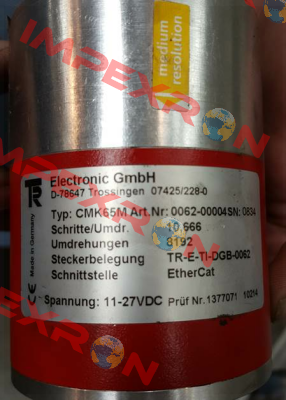 IMPEXRON
medium
resolution
TR
Electronic GmbH
D-78647 Trossingen 07425/228-0
Made in Germany
Typ: CMK65M Art.Nr: 0062-00004 SN: 0834
Schritte/Umdr. 10,666
Umdrehungen 8192
Steckerbelegung TR-E-TI-DGB-0062
Schnittstelle EtherCat
CE Spannung: 11-27VDC Prüf Nr. 1377071 10214